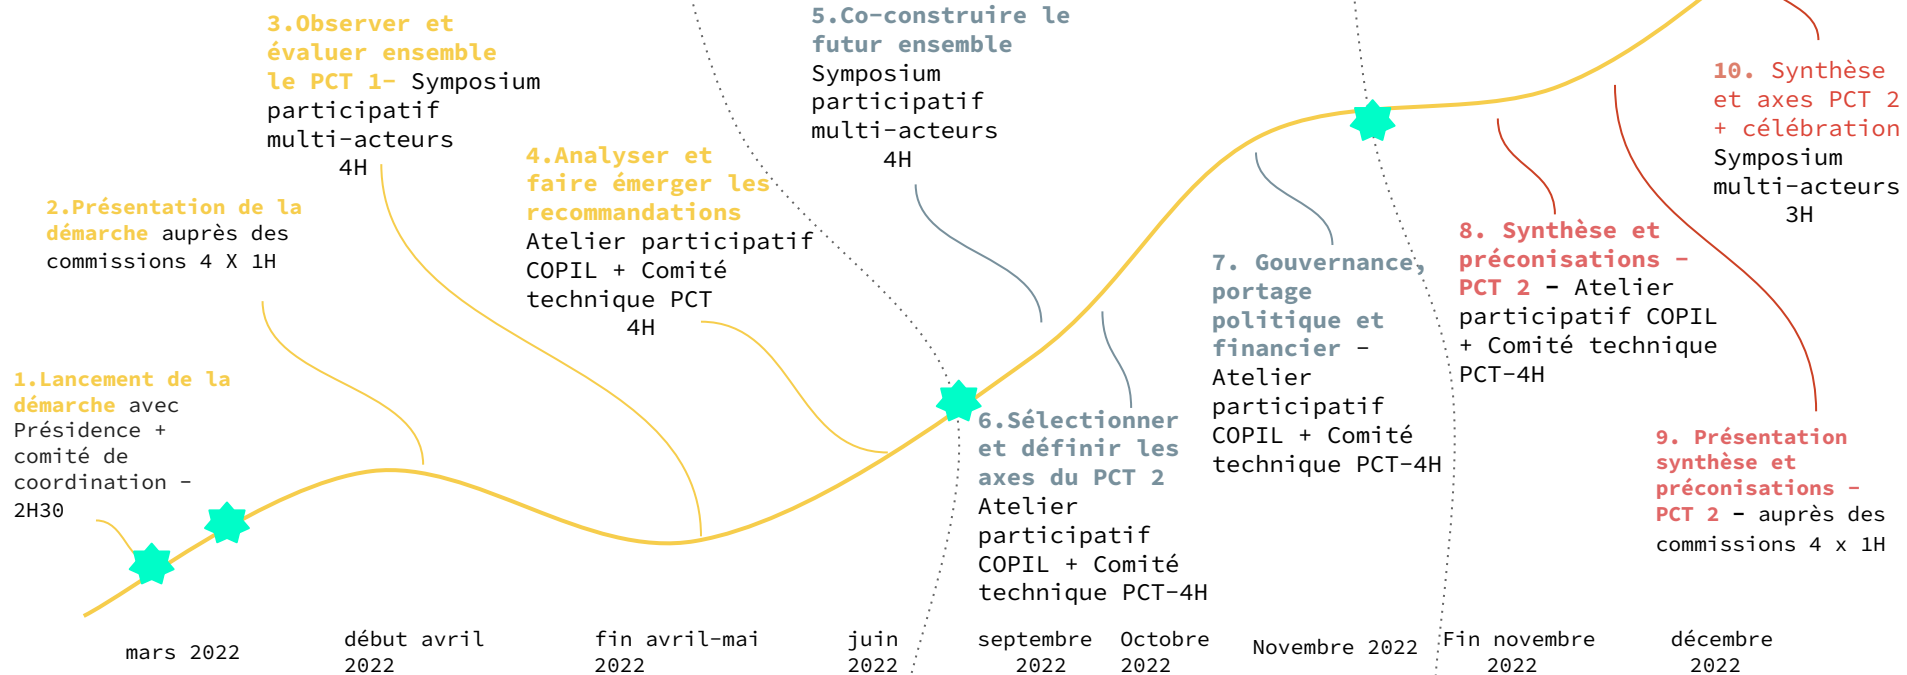 1.Lancement de la
démarche avec
Présidence +
comité de
coordination -
2H30
2.Présentation de la
démarche auprès des
commissions 4 X 1H
3.Observer et
évaluer ensemble
le PCT 1- Symposium
participatif
multi-acteurs
4H
4.Analyser et
faire émerger les
recommandations
Atelier participatif
COPIL + Comité
technique PCT
4H
5.Co-construire le
futur ensemble
Symposium
participatif
multi-acteurs
4H
6.Sélectionner
et définir les
axes du PCT 2
Atelier
participatif
COPIL + Comité
technique PCT-4H
7. Gouvernance,
portage
politique et
financier -
Atelier
participatif
COPIL + Comité
technique PCT-4H
8. Synthèse et
préconisations -
PCT 2 - Atelier
participatif COPIL
+ Comité technique
PCT-4H
9. Présentation
synthèse et
préconisations -
PCT 2 - auprès des
commissions 4 x 1H
10. Synthèse
et axes PCT 2
+ célébration
Symposium
multi-acteurs
3H
mars 2022
début avril
2022
fin avril-mai
2022
juin
2022
septembre
2022
Octobre
2022
Novembre 2022
Fin novembre
2022
décembre
2022